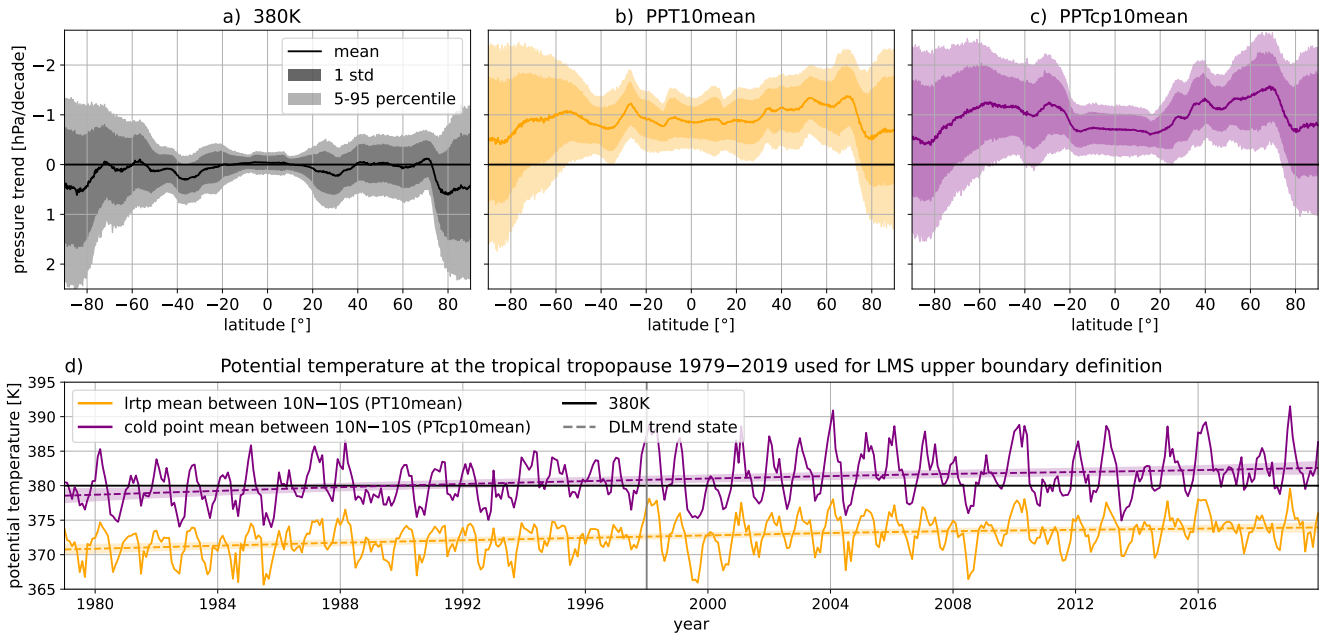 a)  380K
b)  PPT10mean
c)  PPTcp10mean
mean
1 std
5-95 percentile
pressure trend [hPa/decade]
−2
−1
0
1
2
−80 −60 −40 −20 0 20 40 60 80
−80 −60 −40 −20 0 20 40 60 80
−80 −60 −40 −20 0 20 40 60 80
latitude [°]
latitude [°]
latitude [°]
d)
Potential temperature at the tropical tropopause 1979−2019 used for LMS upper boundary definition
lrtp mean between 10N−10S (PT10mean)
cold point mean between 10N−10S (PTcp10mean)
380K
DLM trend state
potential temperature [K]
395
390
385
380
375
370
365
1980 1984 1988 1992 1996 2000 2004 2008 2012 2016
year